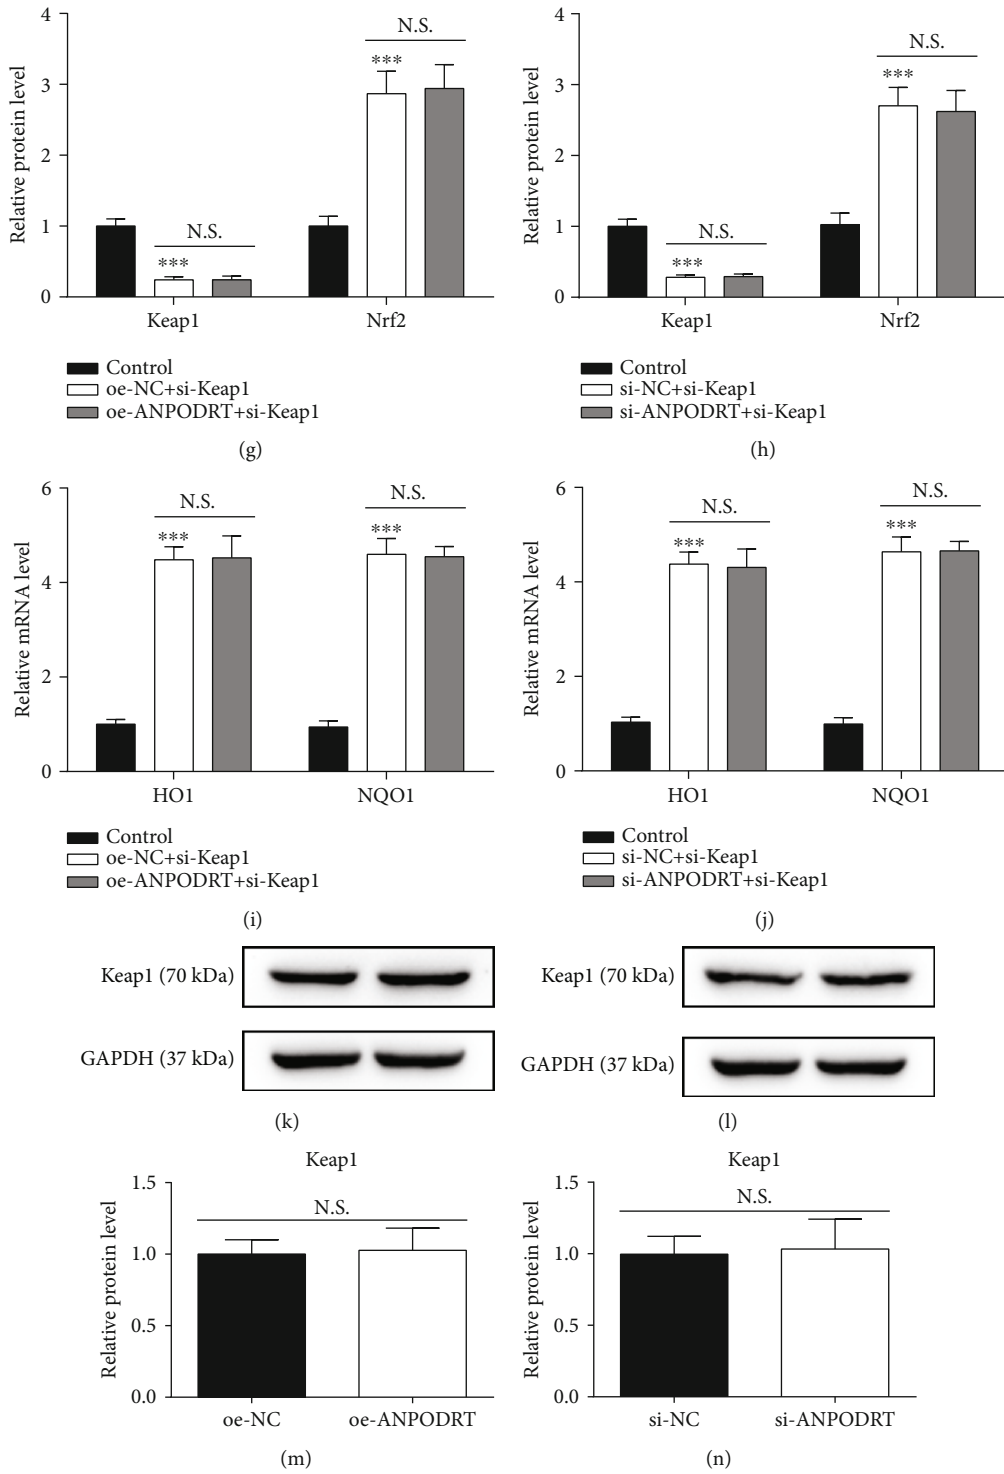 4
3
2
1
0
Relative protein level
***
N.S.
***
N.S.
Keap1
Nrf2
Control
oe-NC+si-Keap1
oe-ANPODRT+si-Keap1
(g)
4
3
2
1
0
Relative protein level
***
N.S.
***
N.S.
Keap1
Nrf2
Control
si-NC+si-Keap1
si-ANPODRT+si-Keap1
(h)
6
4
2
0
Relative mRNA level
***
N.S.
***
N.S.
HO1
NQO1
Control
oe-NC+si-Keap1
oe-ANPODRT+si-Keap1
(i)
6
4
2
0
Relative mRNA level
***
N.S.
***
N.S.
HO1
NQO1
Control
si-NC+si-Keap1
si-ANPODRT+si-Keap1
(j)
Keap1 (70 kDa)
GAPDH (37 kDa)
(k)
Keap1 (70 kDa)
GAPDH (37 kDa)
(l)
Keap1
1.5
1.0
0.5
0.0
Relative protein level
N.S.
oe-NC
oe-ANPODRT
(m)
Keap1
1.5
1.0
0.5
0.0
Relative protein level
N.S.
si-NC
si-ANPODRT
(n)